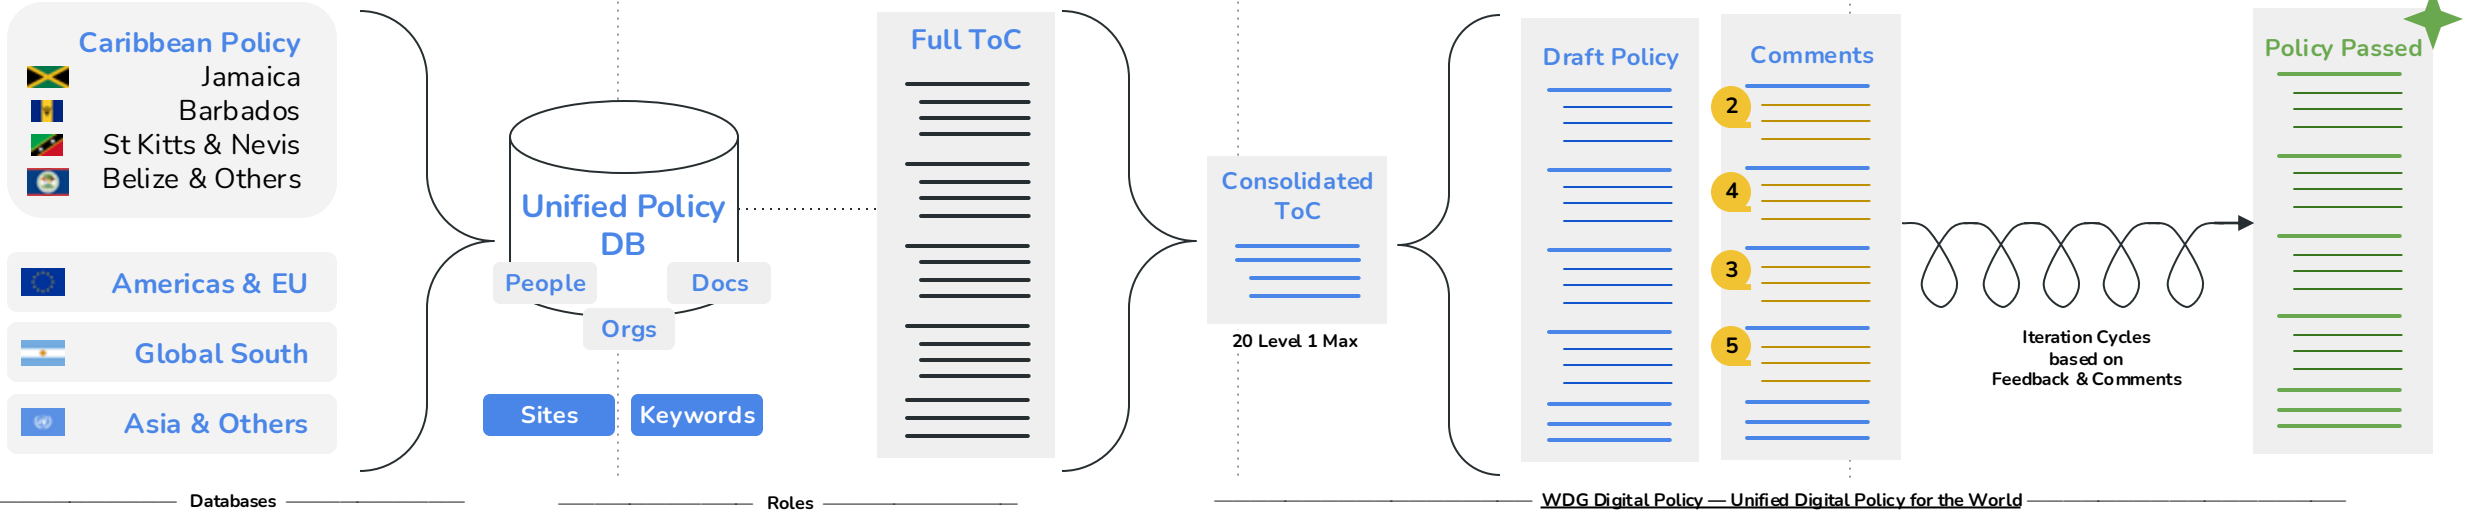 Caribbean Policy
Jamaica
Barbados
St Kitts & Nevis
Belize & Others
Americas & EU
Global South
Asia & Others
Databases
Unified Policy
DB
People
Docs
Orgs
Sites
Keywords
Roles
Full ToC
Consolidated
ToC
20 Level 1 Max
Draft Policy
Comments
2
4
3
5
Iteration Cycles
based on
Feedback & Comments
Policy Passed
WDG Digital Policy — Unified Digital Policy for the World